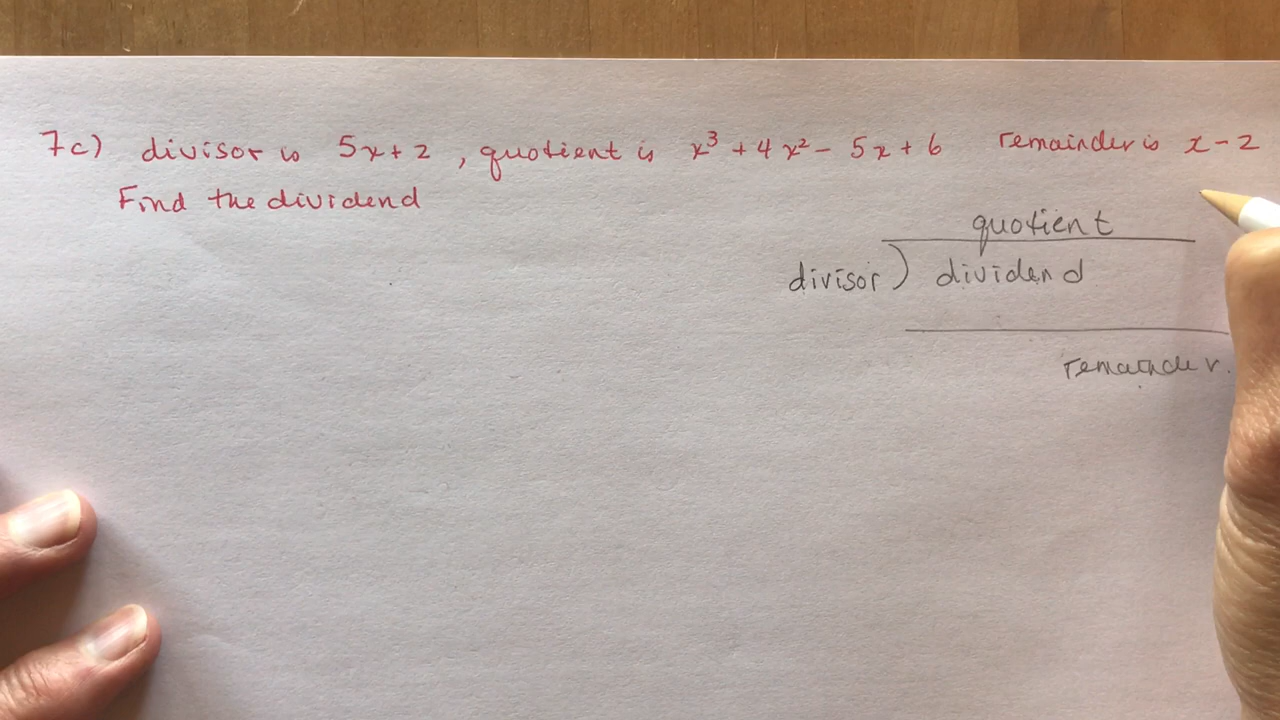 7c) divisor is 5x+2, quotient is x³+4x²-5x+6 remainder is x-2
Find the dividend
quotient
divisor) dividend
remainder.